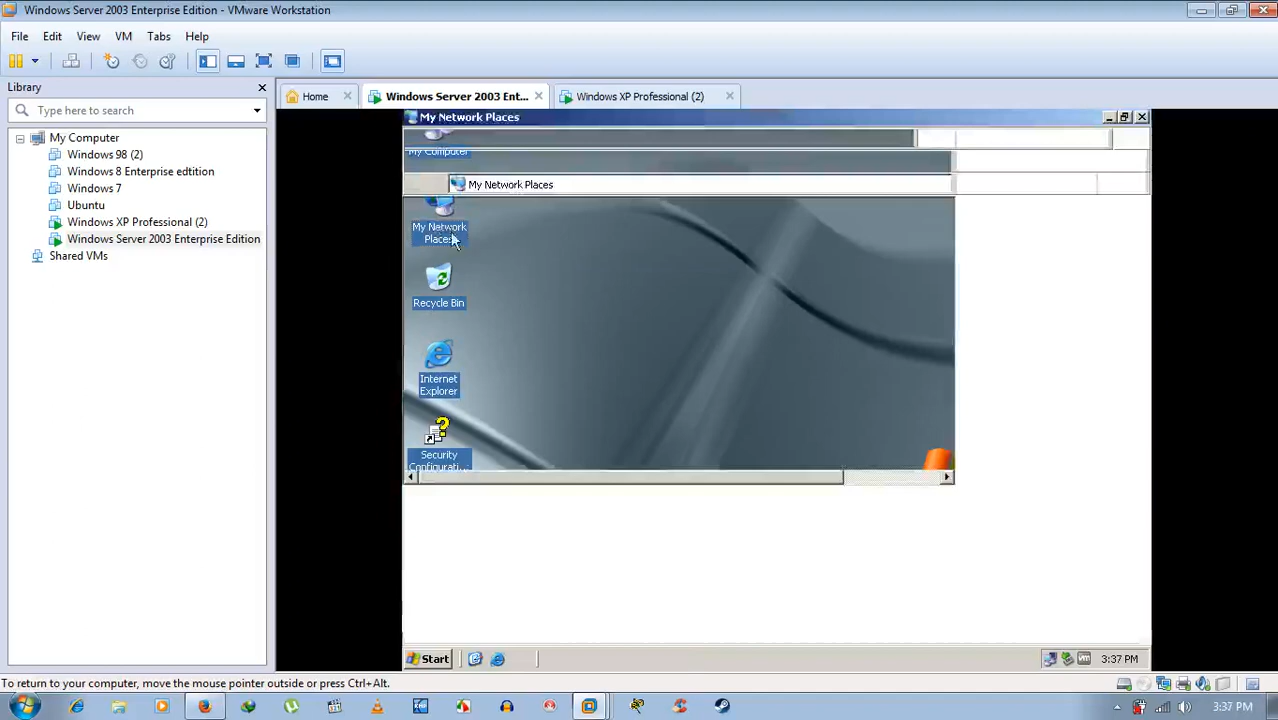 Windows Server 2003 Enterprise Edition - VMware Workstation
File Edit View VM Tabs Help
Library
Type here to search
My Computer
Windows 98 (2)
Windows 8 Enterprise edtition
Windows 7
Ubuntu
Windows XP Professional (2)
Windows Server 2003 Enterprise Edition
Shared VMs
Home
Windows Server 2003 Ent...
Windows XP Professional (2)
My Network Places
My Computer
My Network Places
My Network
Places
Recycle Bin
Internet
Explorer
Security
Configurati...
Start
3:37 PM
To return to your computer, move the mouse pointer outside or press Ctrl+Alt.
3:37 PM